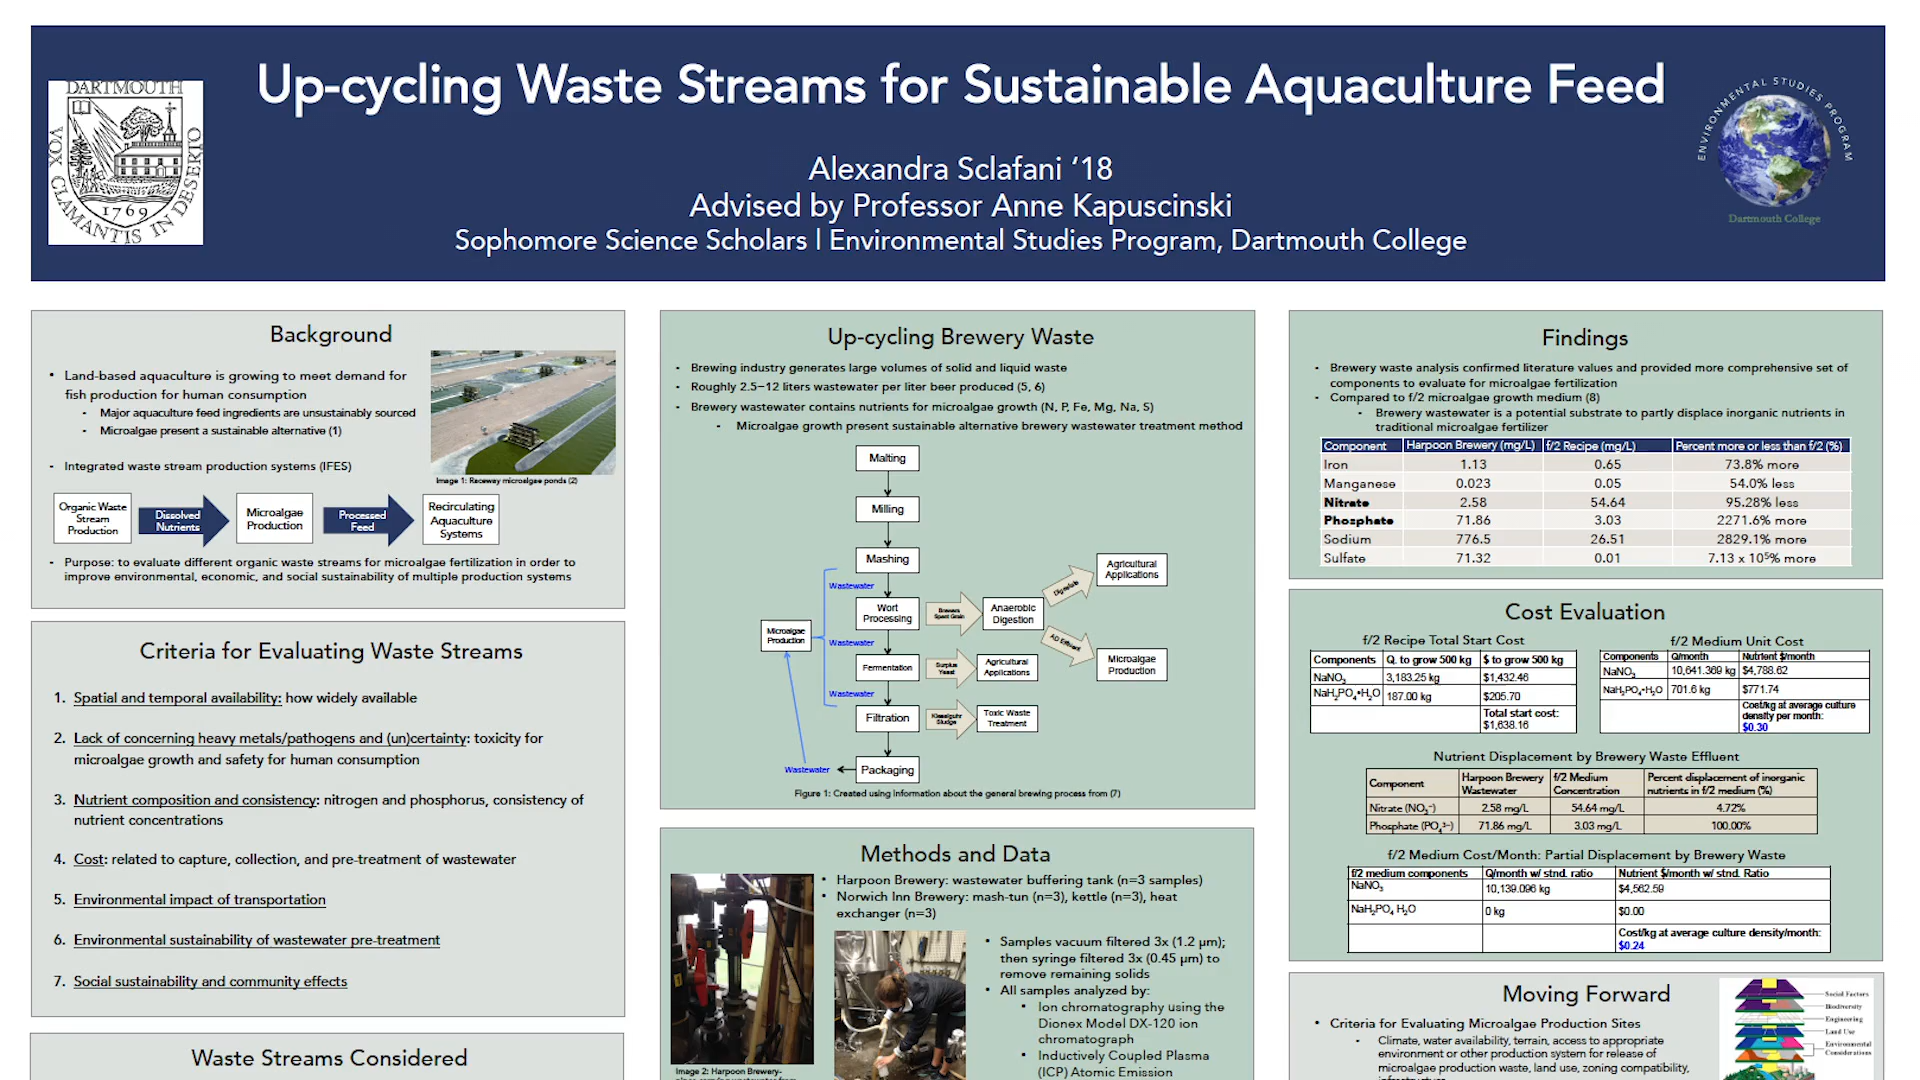 DARTMOUTH
VOX CLAMANTIS IN DESERTO
1769
Up-cycling Waste Streams for Sustainable Aquaculture Feed
Alexandra Sclafani ‘18
Advised by Professor Anne Kapuscinski
Sophomore Science Scholars | Environmental Studies Program, Dartmouth College
ENVIRONMENTAL STUDIES PROGRAM
Dartmouth College
Background
• Land-based aquaculture is growing to meet demand for
fish production for human consumption
- Major aquaculture feed ingredients are unsustainably sourced
- Microalgae present a sustainable alternative (1)
- Integrated waste stream production systems (IFES)
Image 1: Raceway microalgae ponds (2)
Organic Waste
Stream
Production
Dissolved
Nutrients
Microalgae
Production
Processed
Feed
Recirculating
Aquaculture
Systems
- Purpose: to evaluate different organic waste streams for microalgae fertilization in order to
improve environmental, economic, and social sustainability of multiple production systems
Criteria for Evaluating Waste Streams
1. Spatial and temporal availability: how widely available
2. Lack of concerning heavy metals/pathogens and (un)certainty: toxicity for
microalgae growth and safety for human consumption
3. Nutrient composition and consistency: nitrogen and phosphorus, consistency of
nutrient concentrations
4. Cost: related to capture, collection, and pre-treatment of wastewater
5. Environmental impact of transportation
6. Environmental sustainability of wastewater pre-treatment
7. Social sustainability and community effects
Waste Streams Considered
Up-cycling Brewery Waste
- Brewing industry generates large volumes of solid and liquid waste
- Roughly 2.5−12 liters wastewater per liter beer produced (5, 6)
- Brewery wastewater contains nutrients for microalgae growth (N, P, Fe, Mg, Na, S)
- Microalgae growth present sustainable alternative brewery wastewater treatment method
Malting
Milling
Mashing
Wastewater
Wort
Processing
Brewers
Spent Grain
Anaerobic
Digestion
Digestate
Agricultural
Applications
AD Effluent
Microalgae
Production
Microalgae
Production
Wastewater
Fermentation
Surplus
Yeast
Agricultural
Applications
Wastewater
Filtration
Kieselguhr
Sludge
Toxic Waste
Treatment
Wastewater
Packaging
Figure 1: Created using information about the general brewing process from (7)
Methods and Data
• Harpoon Brewery: wastewater buffering tank (n=3 samples)
• Norwich Inn Brewery: mash-tun (n=3), kettle (n=3), heat
exchanger (n=3)
• Samples vacuum filtered 3x (1.2 µm);
then syringe filtered 3x (0.45 µm) to
remove remaining solids
• All samples analyzed by:
• Ion chromatography using the
Dionex Model DX-120 ion
chromatograph
• Inductively Coupled Plasma
(ICP) Atomic Emission
Image 2: Harpoon Brewery-
Findings
- Brewery waste analysis confirmed literature values and provided more comprehensive set of
components to evaluate for microalgae fertilization
- Compared to f/2 microalgae growth medium (8)
- Brewery wastewater is a potential substrate to partly displace inorganic nutrients in
traditional microalgae fertilizer
Component Harpoon Brewery (mg/L) f/2 Recipe (mg/L) Percent more or less than f/2 (%)
Iron 1.13 0.65 73.8% more
Manganese 0.023 0.05 54.0% less
Nitrate 2.58 54.64 95.28% less
Phosphate 71.86 3.03 2271.6% more
Sodium 776.5 26.51 2829.1% more
Sulfate 71.32 0.01 7.13 x 10⁵% more
Cost Evaluation
f/2 Recipe Total Start Cost
Components Q. to grow 500 kg $ to grow 500 kg
NaNO₃ 3,183.25 kg $1,432.46
NaH₂PO₄•H₂O 187.00 kg $205.70
Total start cost:
$1,638.16
f/2 Medium Unit Cost
Components Q/month Nutrient $/month
NaNO₃ 10,641.369 kg $4,788.62
NaH₂PO₄•H₂O 701.6 kg $771.74
Cost/kg at average culture
density per month:
$0.30
Nutrient Displacement by Brewery Waste Effluent
Component Harpoon Brewery Wastewater f/2 Medium Concentration Percent displacement of inorganic nutrients in f/2 medium (%)
Nitrate (NO₃⁻) 2.58 mg/L 54.64 mg/L 4.72%
Phosphate (PO₄³⁻) 71.86 mg/L 3.03 mg/L 100.00%
f/2 Medium Cost/Month: Partial Displacement by Brewery Waste
f/2 medium components Q/month w/ stnd. ratio Nutrient $/month w/ stnd. Ratio
NaNO₃ 10,139.096 kg $4,562.59
NaH₂PO₄ H₂O 0 kg $0.00
Cost/kg at average culture density/month:
$0.24
Moving Forward
• Criteria for Evaluating Microalgae Production Sites
- Climate, water availability, terrain, access to appropriate
environment or other production system for release of
microalgae production waste, land use, zoning compatibility,
Social Factors
Biodiversity
Engineering
Land Use
Environmental
Considerations